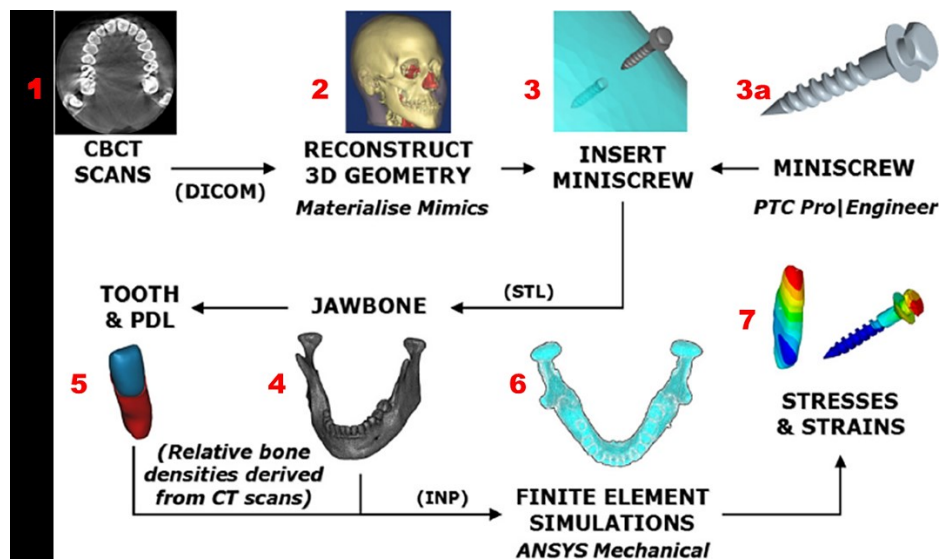 1
2
3
3a
CBCT
SCANS
(DICOM)
RECONSTRUCT
3D GEOMETRY
Materialise Mimics
INSERT
MINISCREW
MINISCREW
PTC Pro|Engineer
TOOTH
& PDL
JAWBONE
(STL)
5
4
6
7
(Relative bone
densities derived
from CT scans)
(INP)
FINITE ELEMENT
SIMULATIONS
ANSYS Mechanical
STRESSES
& STRAINS